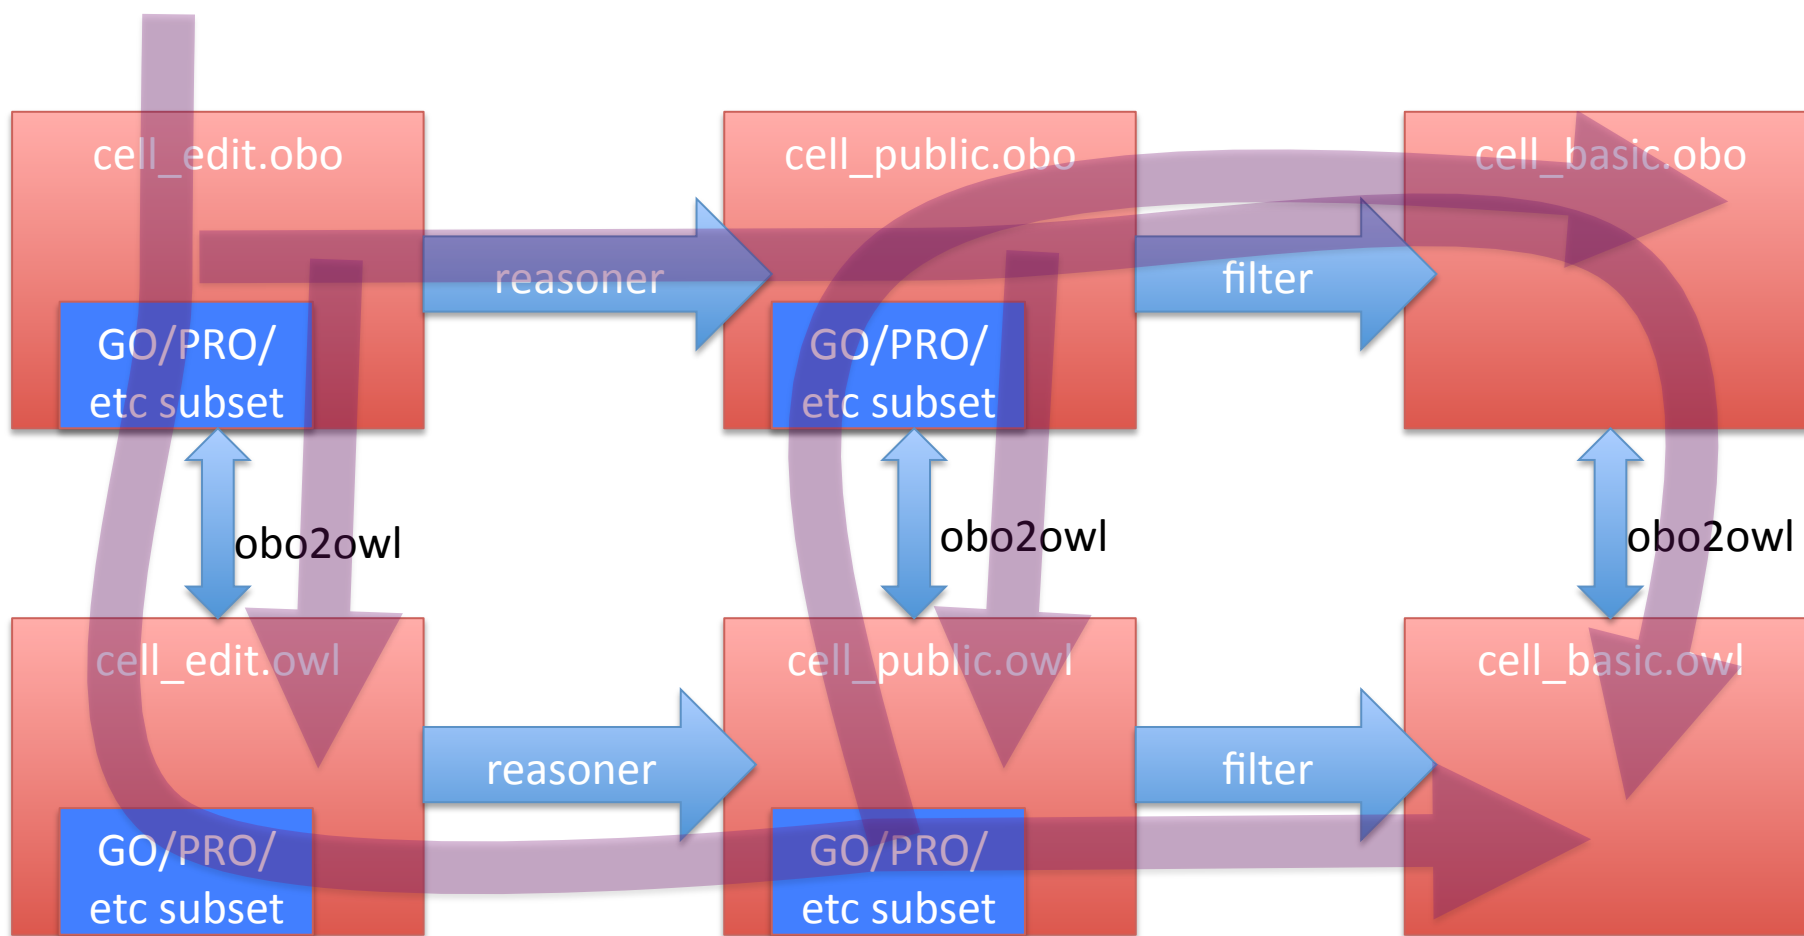 cell_edit.obo
cell_public.obo
cell_basic.obo
reasoner
filter
GO/PRO/
etc subset
GO/PRO/
etc subset
obo2owl
obo2owl
obo2owl
cell_edit.owl
cell_public.owl
cell_basic.owl
reasoner
filter
GO/PRO/
etc subset
GO/PRO/
etc subset